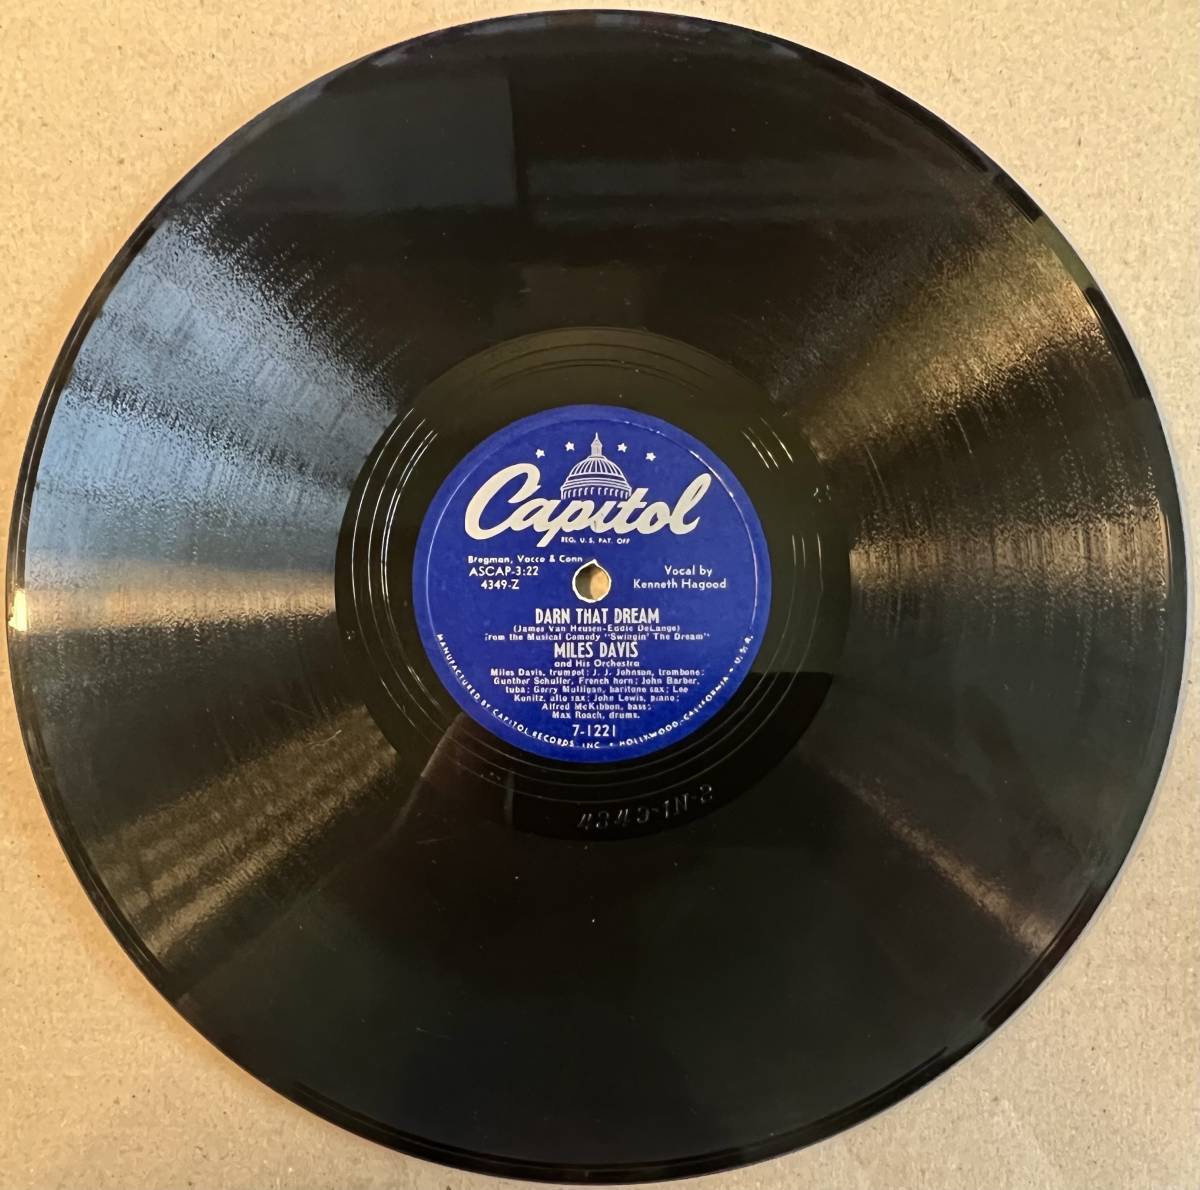 Capitol
REG. U.S. PAT. OFF
Bregman, Vocco & Conn
ASCAP-3:22
4349-Z
Vocal by
Kenneth Hagood
DARN THAT DREAM
(James Van Heusen-Eddie DeLange)
from the Musical Comedy "Swingin' The Dream"
MILES DAVIS
and His Orchestra
Miles Davis, trumpet; J. J. Johnson, trombone;
Gunther Schuller, French horn; John Barber,
tuba; Gerry Mulligan, baritone sax; Lee
Konitz, alto sax; John Lewis, piano;
Alfred McKibbon, bass;
Max Roach, drums.
7-1221
MANUFACTURED BY CAPITOL RECORDS, INC. • HOLLYWOOD, CALIFORNIA • U.S.A.